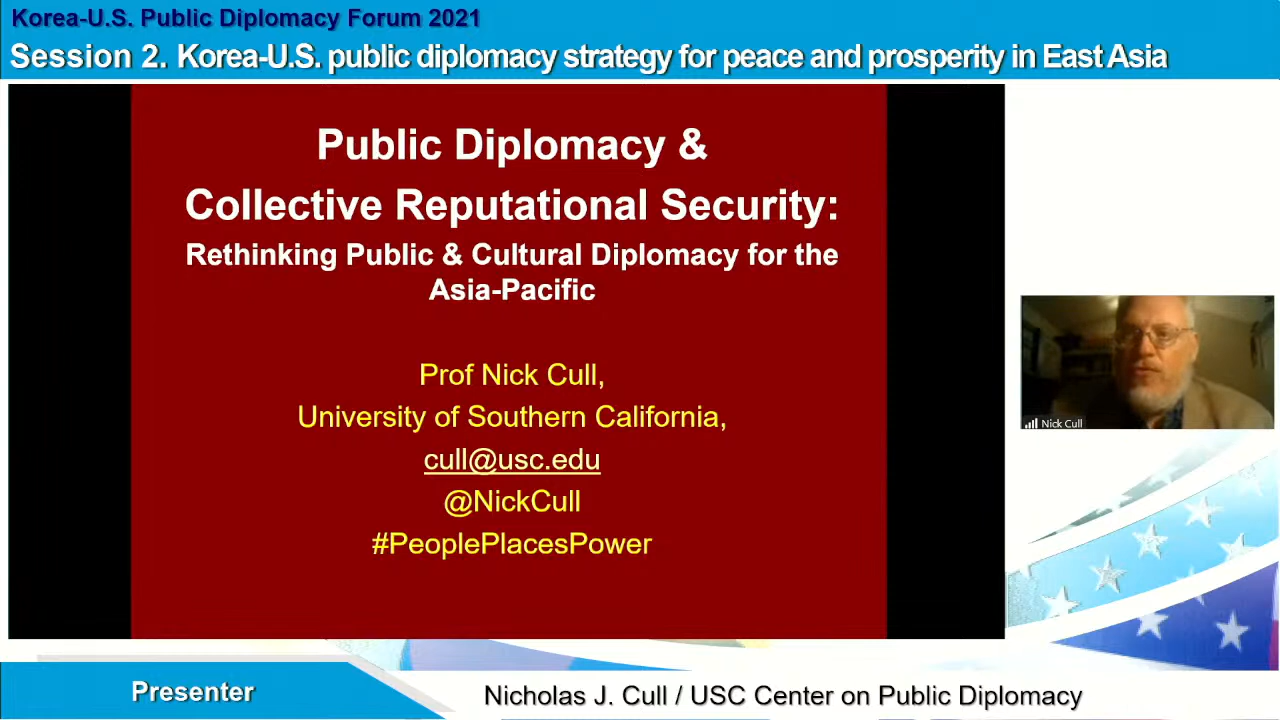 Korea-U.S. Public Diplomacy Forum 2021
Session 2. Korea-U.S. public diplomacy strategy for peace and prosperity in East Asia
Public Diplomacy &
Collective Reputational Security:
Rethinking Public & Cultural Diplomacy for the
Asia-Pacific
Prof Nick Cull,
University of Southern California,
cull@usc.edu
@NickCull
#PeoplePlacesPower
Nick Cull
Presenter
Nicholas J. Cull / USC Center on Public Diplomacy